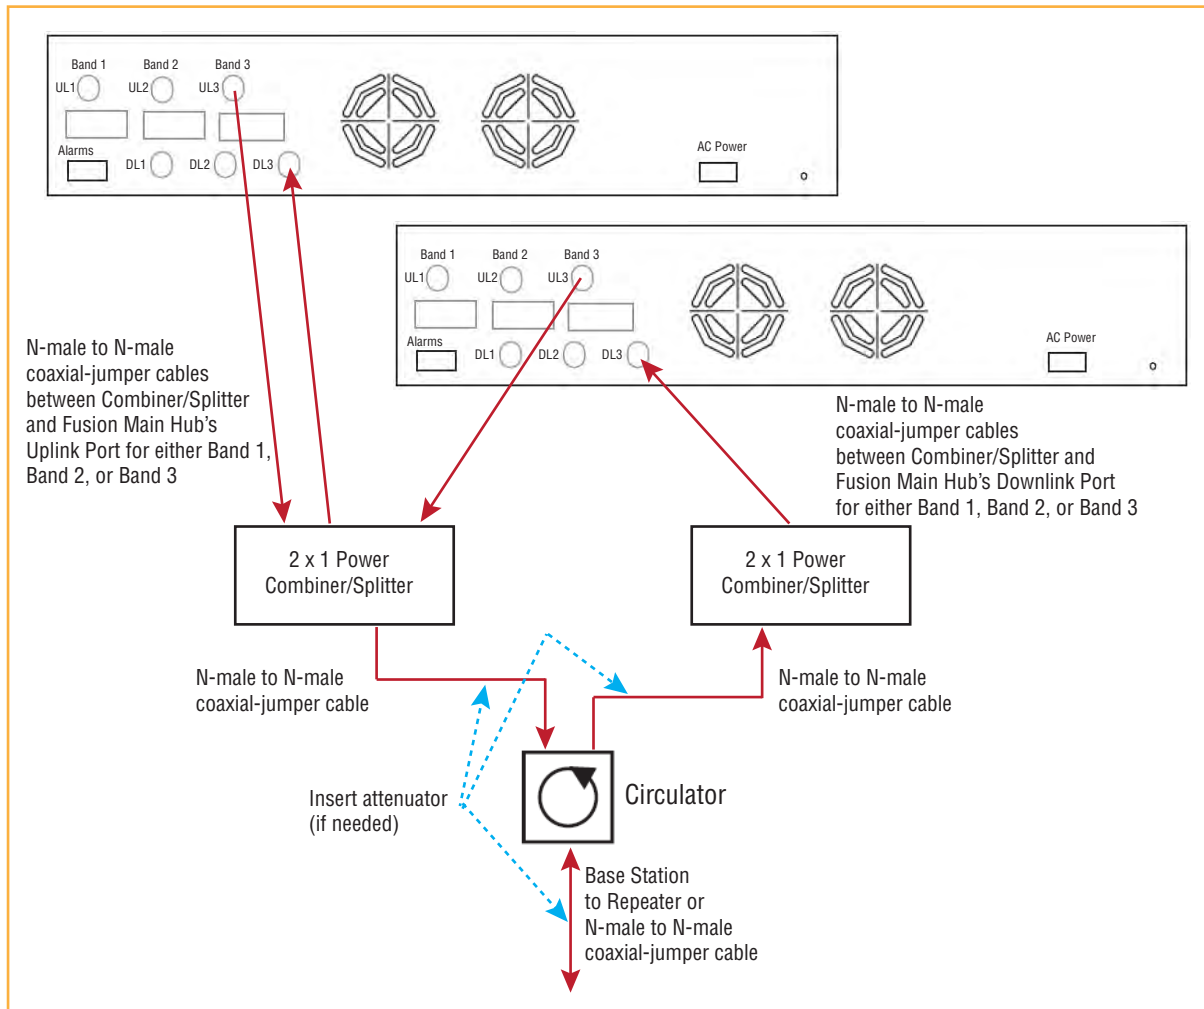 Band 1 Band 2 Band 3
UL1 UL2 UL3
Alarms
DL1 DL2 DL3
AC Power
Band 1 Band 2 Band 3
UL1 UL2 UL3
Alarms
DL1 DL2 DL3
AC Power
N-male to N-male
coaxial-jumper cables
between Combiner/Splitter
and Fusion Main Hub's
Uplink Port for either Band 1,
Band 2, or Band 3
N-male to N-male
coaxial-jumper cables
between Combiner/Splitter and
Fusion Main Hub's Downlink Port
for either Band 1, Band 2, or Band 3
2 x 1 Power
Combiner/Splitter
2 x 1 Power
Combiner/Splitter
N-male to N-male
coaxial-jumper cable
N-male to N-male
coaxial-jumper cable
Insert attenuator
(if needed)
Circulator
Base Station
to Repeater or
N-male to N-male
coaxial-jumper cable